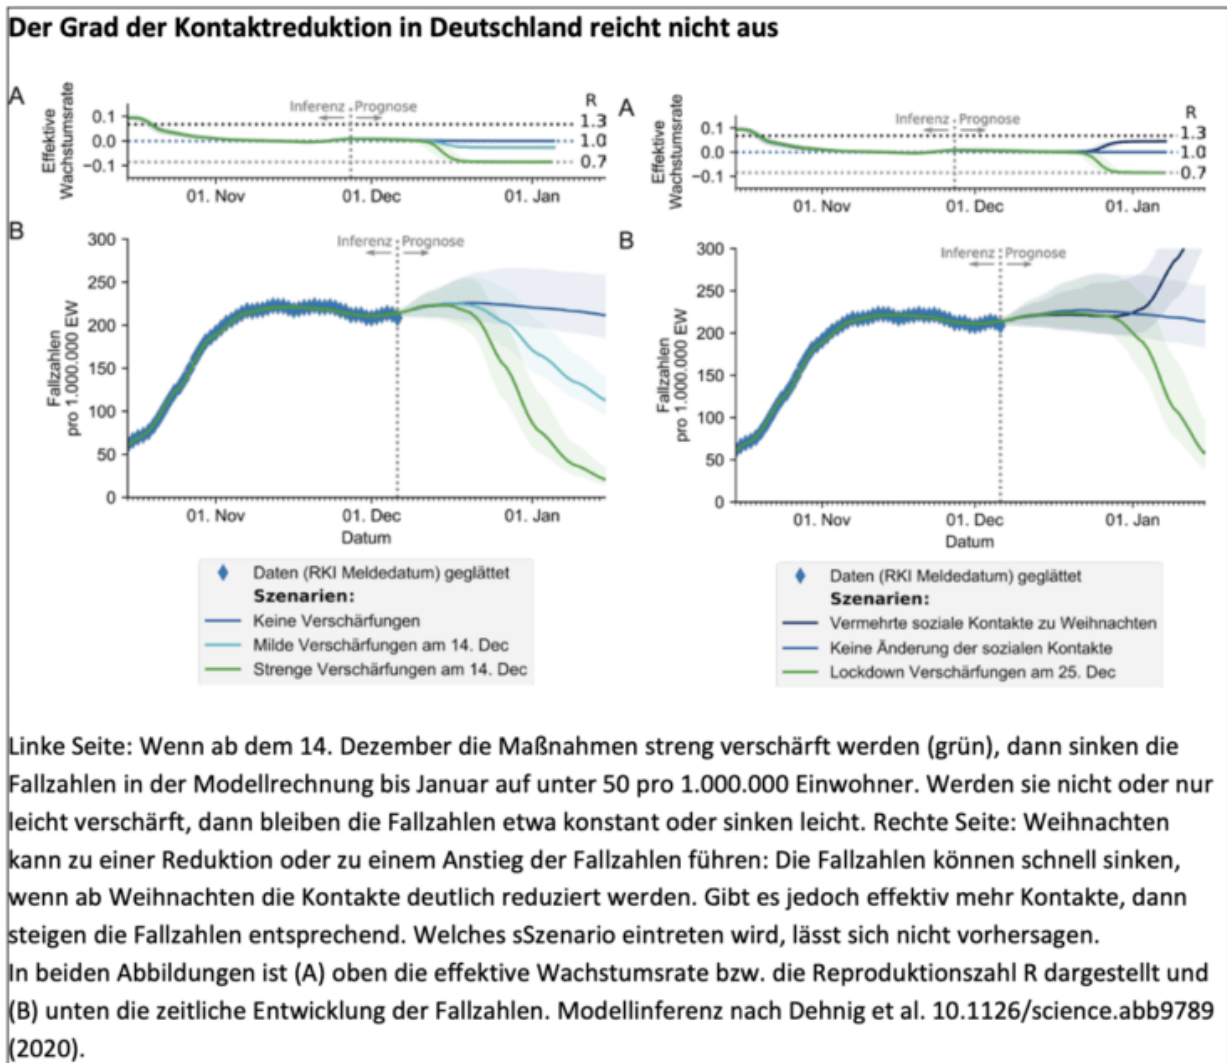 Der Grad der Kontaktreduktion in Deutschland reicht nicht aus
A
Effektive
Wachstumsrate
0.1
0.0
−0.1
Inferenz
Prognose
R
1.3
1.0
0.7
01. Nov
01. Dec
01. Jan
B
Fallzahlen
pro 1.000.000 EW
300
250
200
150
100
50
0
Inferenz
Prognose
01. Nov
01. Dec
01. Jan
Datum
Daten (RKI Meldedatum) geglättet
Szenarien:
Keine Verschärfungen
Milde Verschärfungen am 14. Dec
Strenge Verschärfungen am 14. Dec
A
Effektive
Wachstumsrate
0.1
0.0
−0.1
Inferenz
Prognose
R
1.3
1.0
0.7
01. Nov
01. Dec
01. Jan
B
Fallzahlen
pro 1.000.000 EW
300
250
200
150
100
50
0
Inferenz
Prognose
01. Nov
01. Dec
01. Jan
Datum
Daten (RKI Meldedatum) geglättet
Szenarien:
Vermehrte soziale Kontakte zu Weihnachten
Keine Änderung der sozialen Kontakte
Lockdown Verschärfungen am 25. Dec
Linke Seite: Wenn ab dem 14. Dezember die Maßnahmen streng verschärft werden (grün), dann sinken die
Fallzahlen in der Modellrechnung bis Januar auf unter 50 pro 1.000.000 Einwohner. Werden sie nicht oder nur
leicht verschärft, dann bleiben die Fallzahlen etwa konstant oder sinken leicht. Rechte Seite: Weihnachten
kann zu einer Reduktion oder zu einem Anstieg der Fallzahlen führen: Die Fallzahlen können schnell sinken,
wenn ab Weihnachten die Kontakte deutlich reduziert werden. Gibt es jedoch effektiv mehr Kontakte, dann
steigen die Fallzahlen entsprechend. Welches sSzenario eintreten wird, lässt sich nicht vorhersagen.
In beiden Abbildungen ist (A) oben die effektive Wachstumsrate bzw. die Reproduktionszahl R dargestellt und
(B) unten die zeitliche Entwicklung der Fallzahlen. Modellinferenz nach Dehnig et al. 10.1126/science.abb9789
(2020).